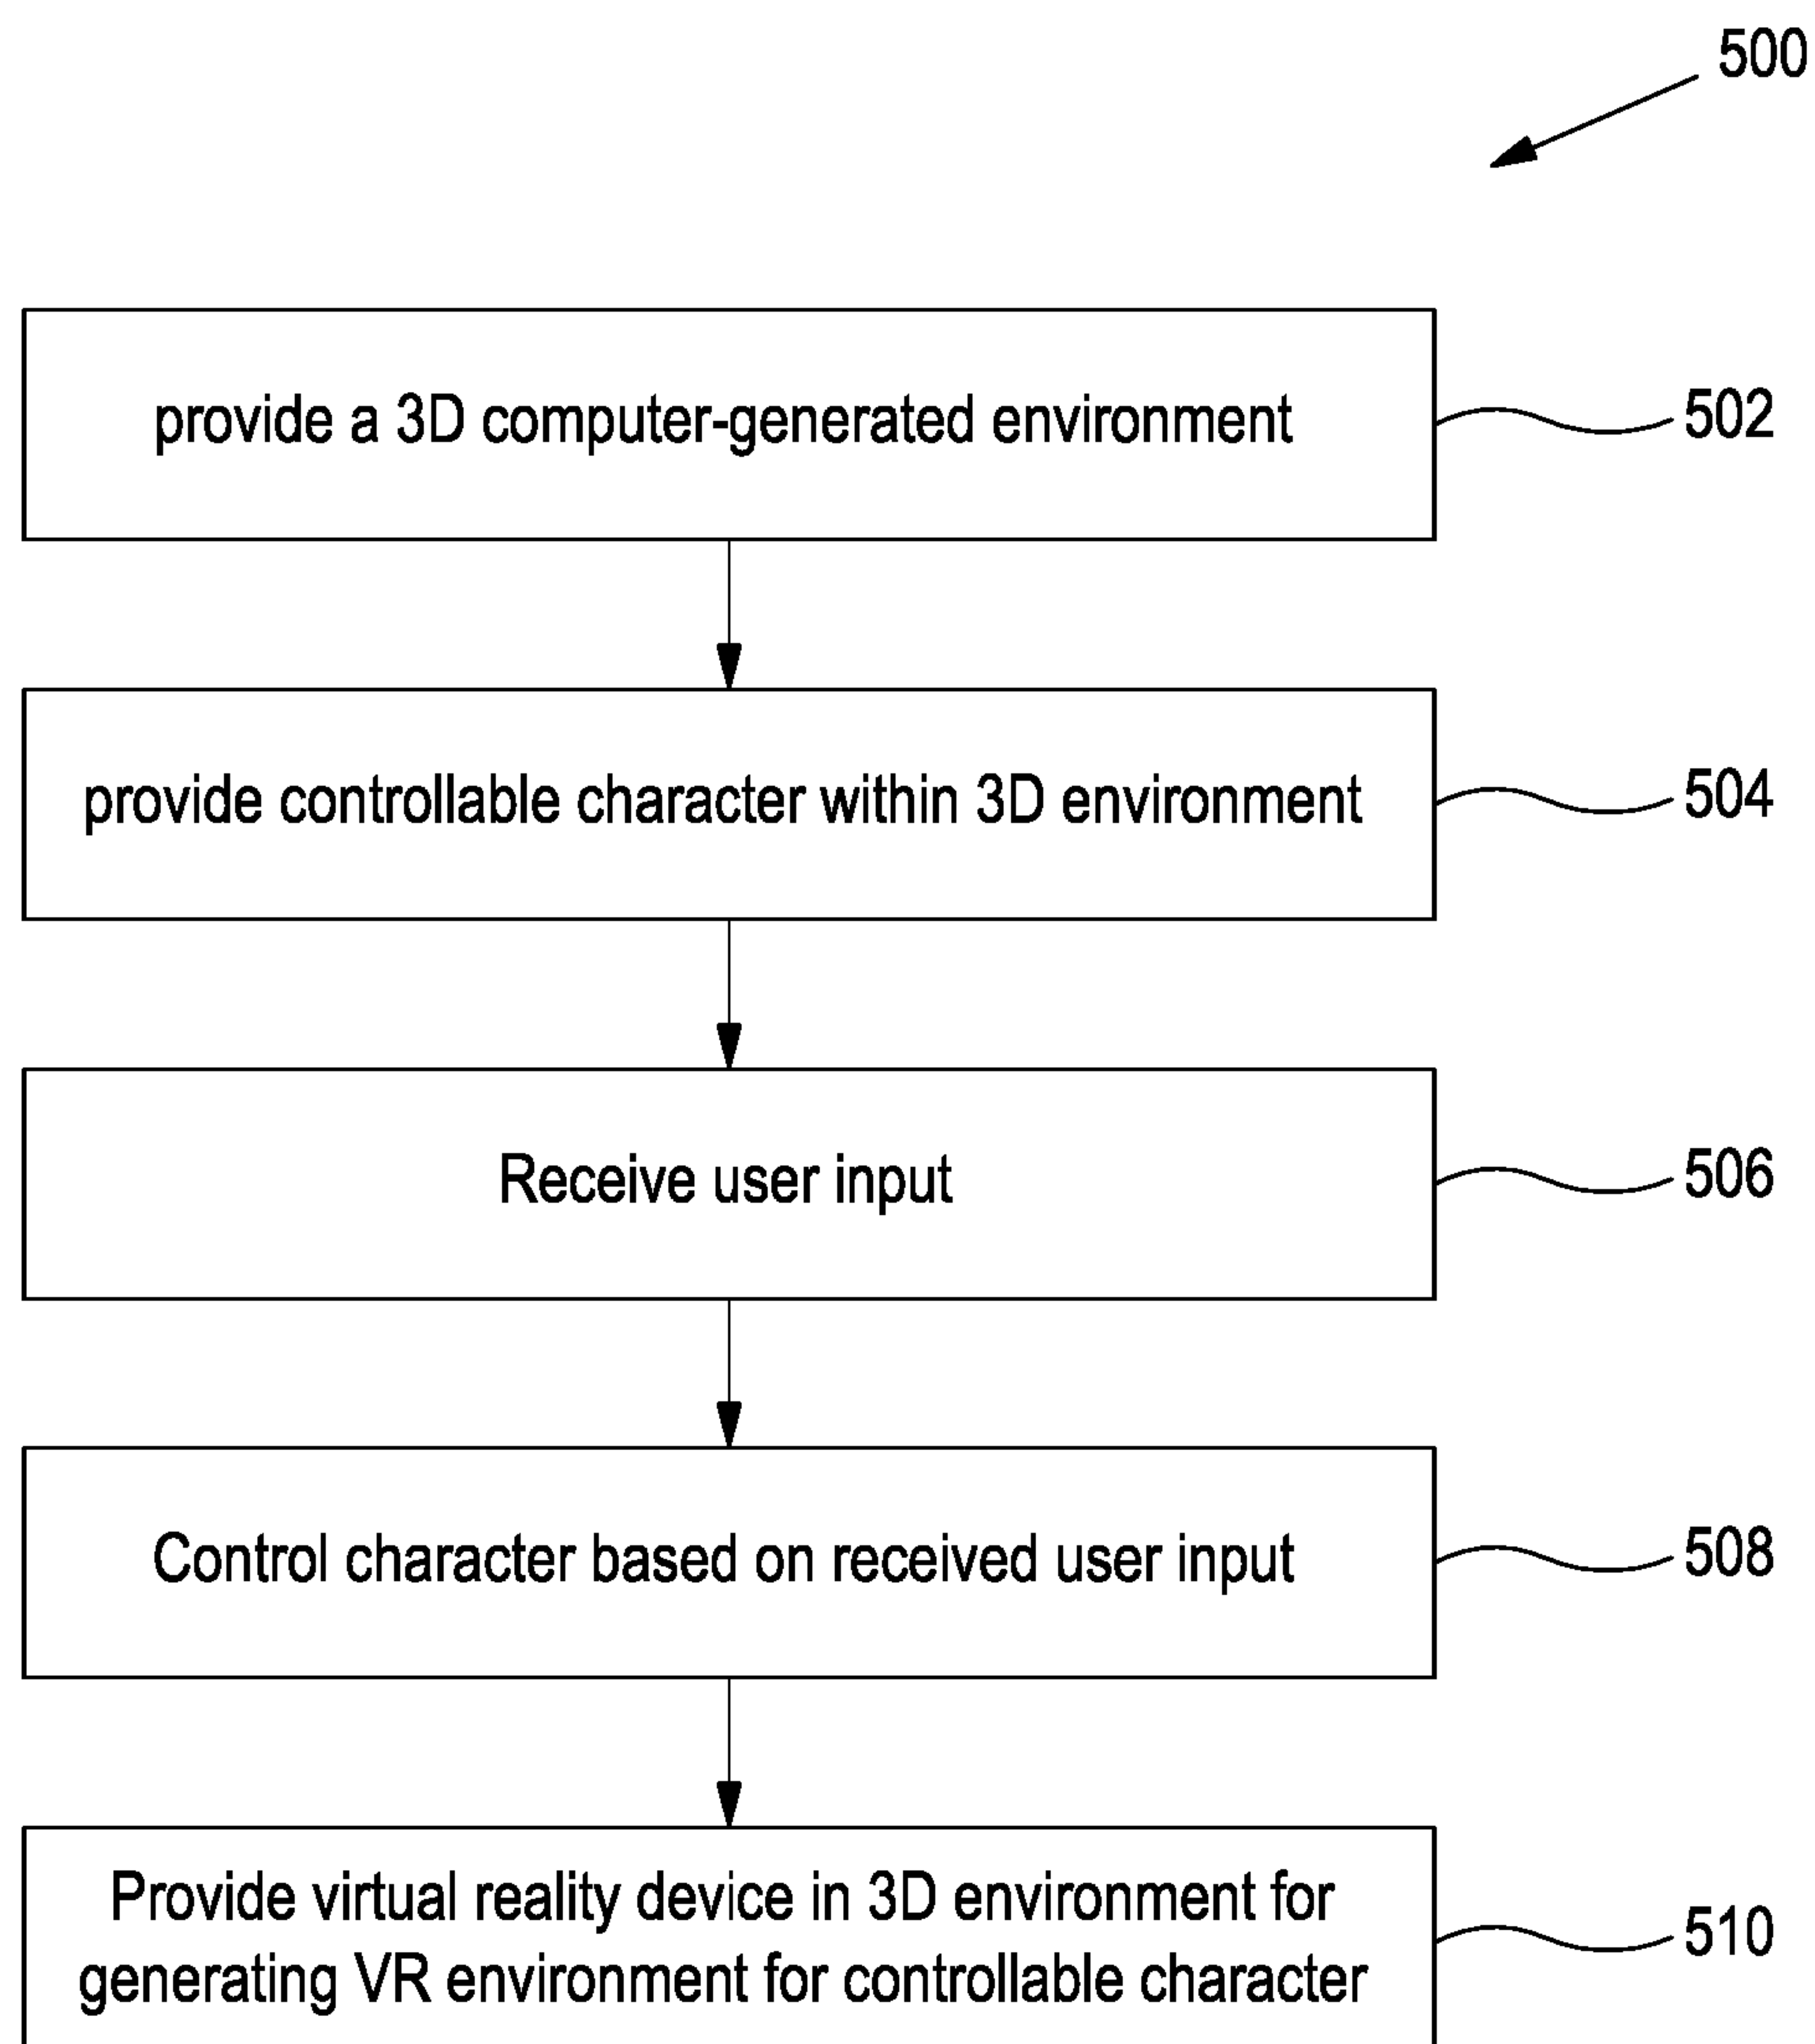 500
provide a 3D computer-generated environment
502
provide controllable character within 3D environment
504
Receive user input
506
Control character based on received user input
508
Provide virtual reality device in 3D environment for
generating VR environment for controllable character
510